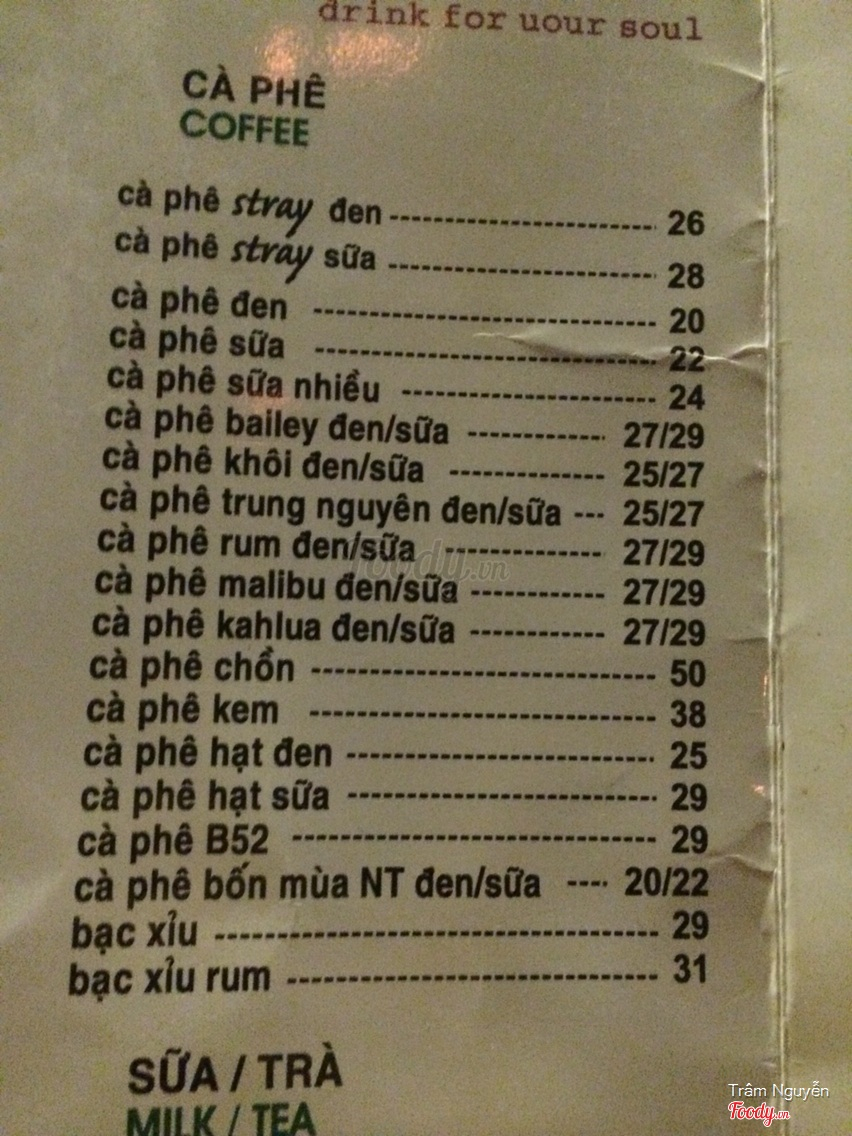 drink for uour soul
CÀ PHÊ
COFFEE
cà phê stray đen ---------------------------- 26
cà phê stray sữa ---------------------------- 28
cà phê đen ----------------------------------- 20
cà phê sữa ----------------------------------- 22
cà phê sữa nhiều -------------------------- 24
cà phê bailey đen/sữa -------------- 27/29
cà phê khôi đen/sữa ---------------- 25/27
cà phê trung nguyên đen/sữa --- 25/27
cà phê rum đen/sữa ---------------- 27/29
cà phê malibu đen/sữa ------------- 27/29
cà phê kahlua đen/sữa ------------- 27/29
cà phê chồn ----------------------------------- 50
cà phê kem ----------------------------------- 38
cà phê hạt đen ------------------------------- 25
cà phê hạt sữa ------------------------------- 29
cà phê B52 ------------------------------------ 29
cà phê bốn mùa NT đen/sữa ---- 20/22
bạc xỉu -------------------------------------------- 29
bạc xỉu rum ------------------------------------- 31
SỮA / TRÀ
MILK / TEA
foody.vn
Trâm Nguyễn
Foody.vn